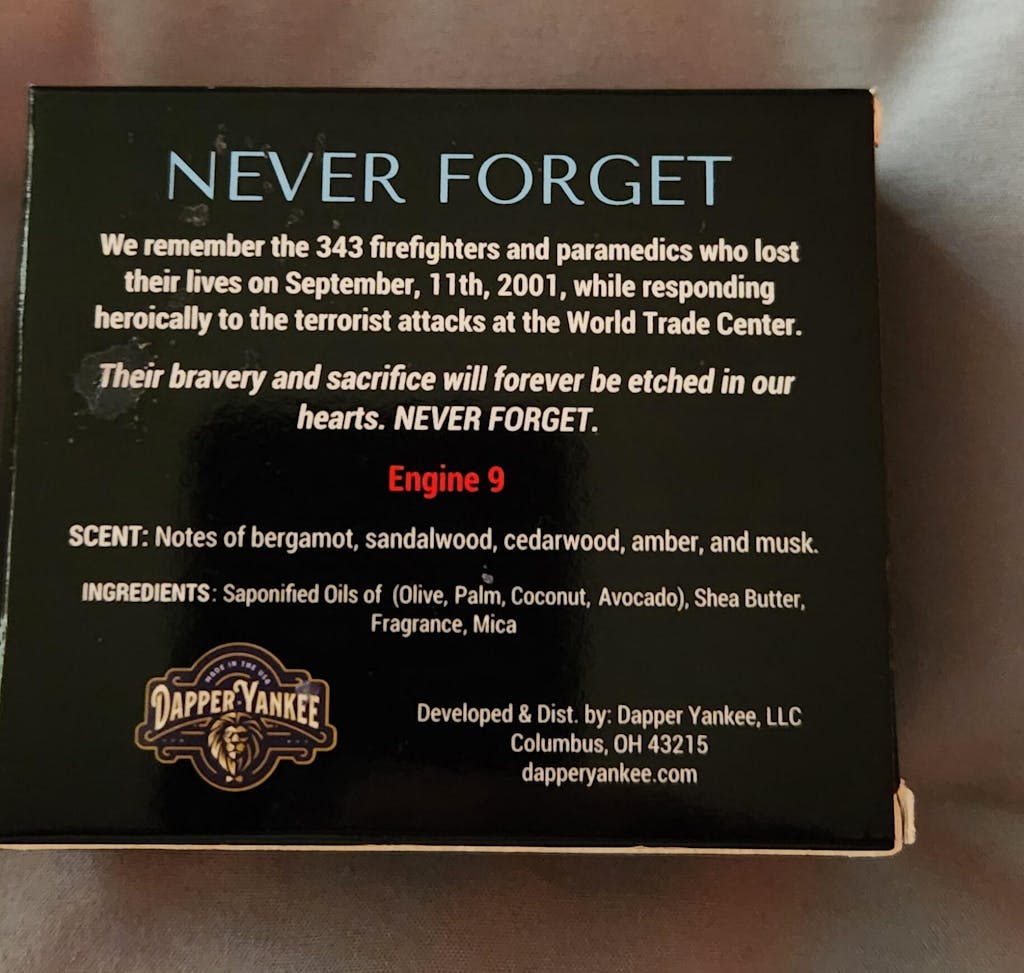 NEVER FORGET
We remember the 343 firefighters and paramedics who lost
their lives on September, 11th, 2001, while responding
heroically to the terrorist attacks at the World Trade Center.
Their bravery and sacrifice will forever be etched in our
hearts. NEVER FORGET.
Engine 9
SCENT: Notes of bergamot, sandalwood, cedarwood, amber, and musk.
INGREDIENTS: Saponified Oils of (Olive, Palm, Coconut, Avocado), Shea Butter,
Fragrance, Mica
MADE IN THE USA
DAPPER YANKEE
Developed & Dist. by: Dapper Yankee, LLC
Columbus, OH 43215
dapperyankee.com